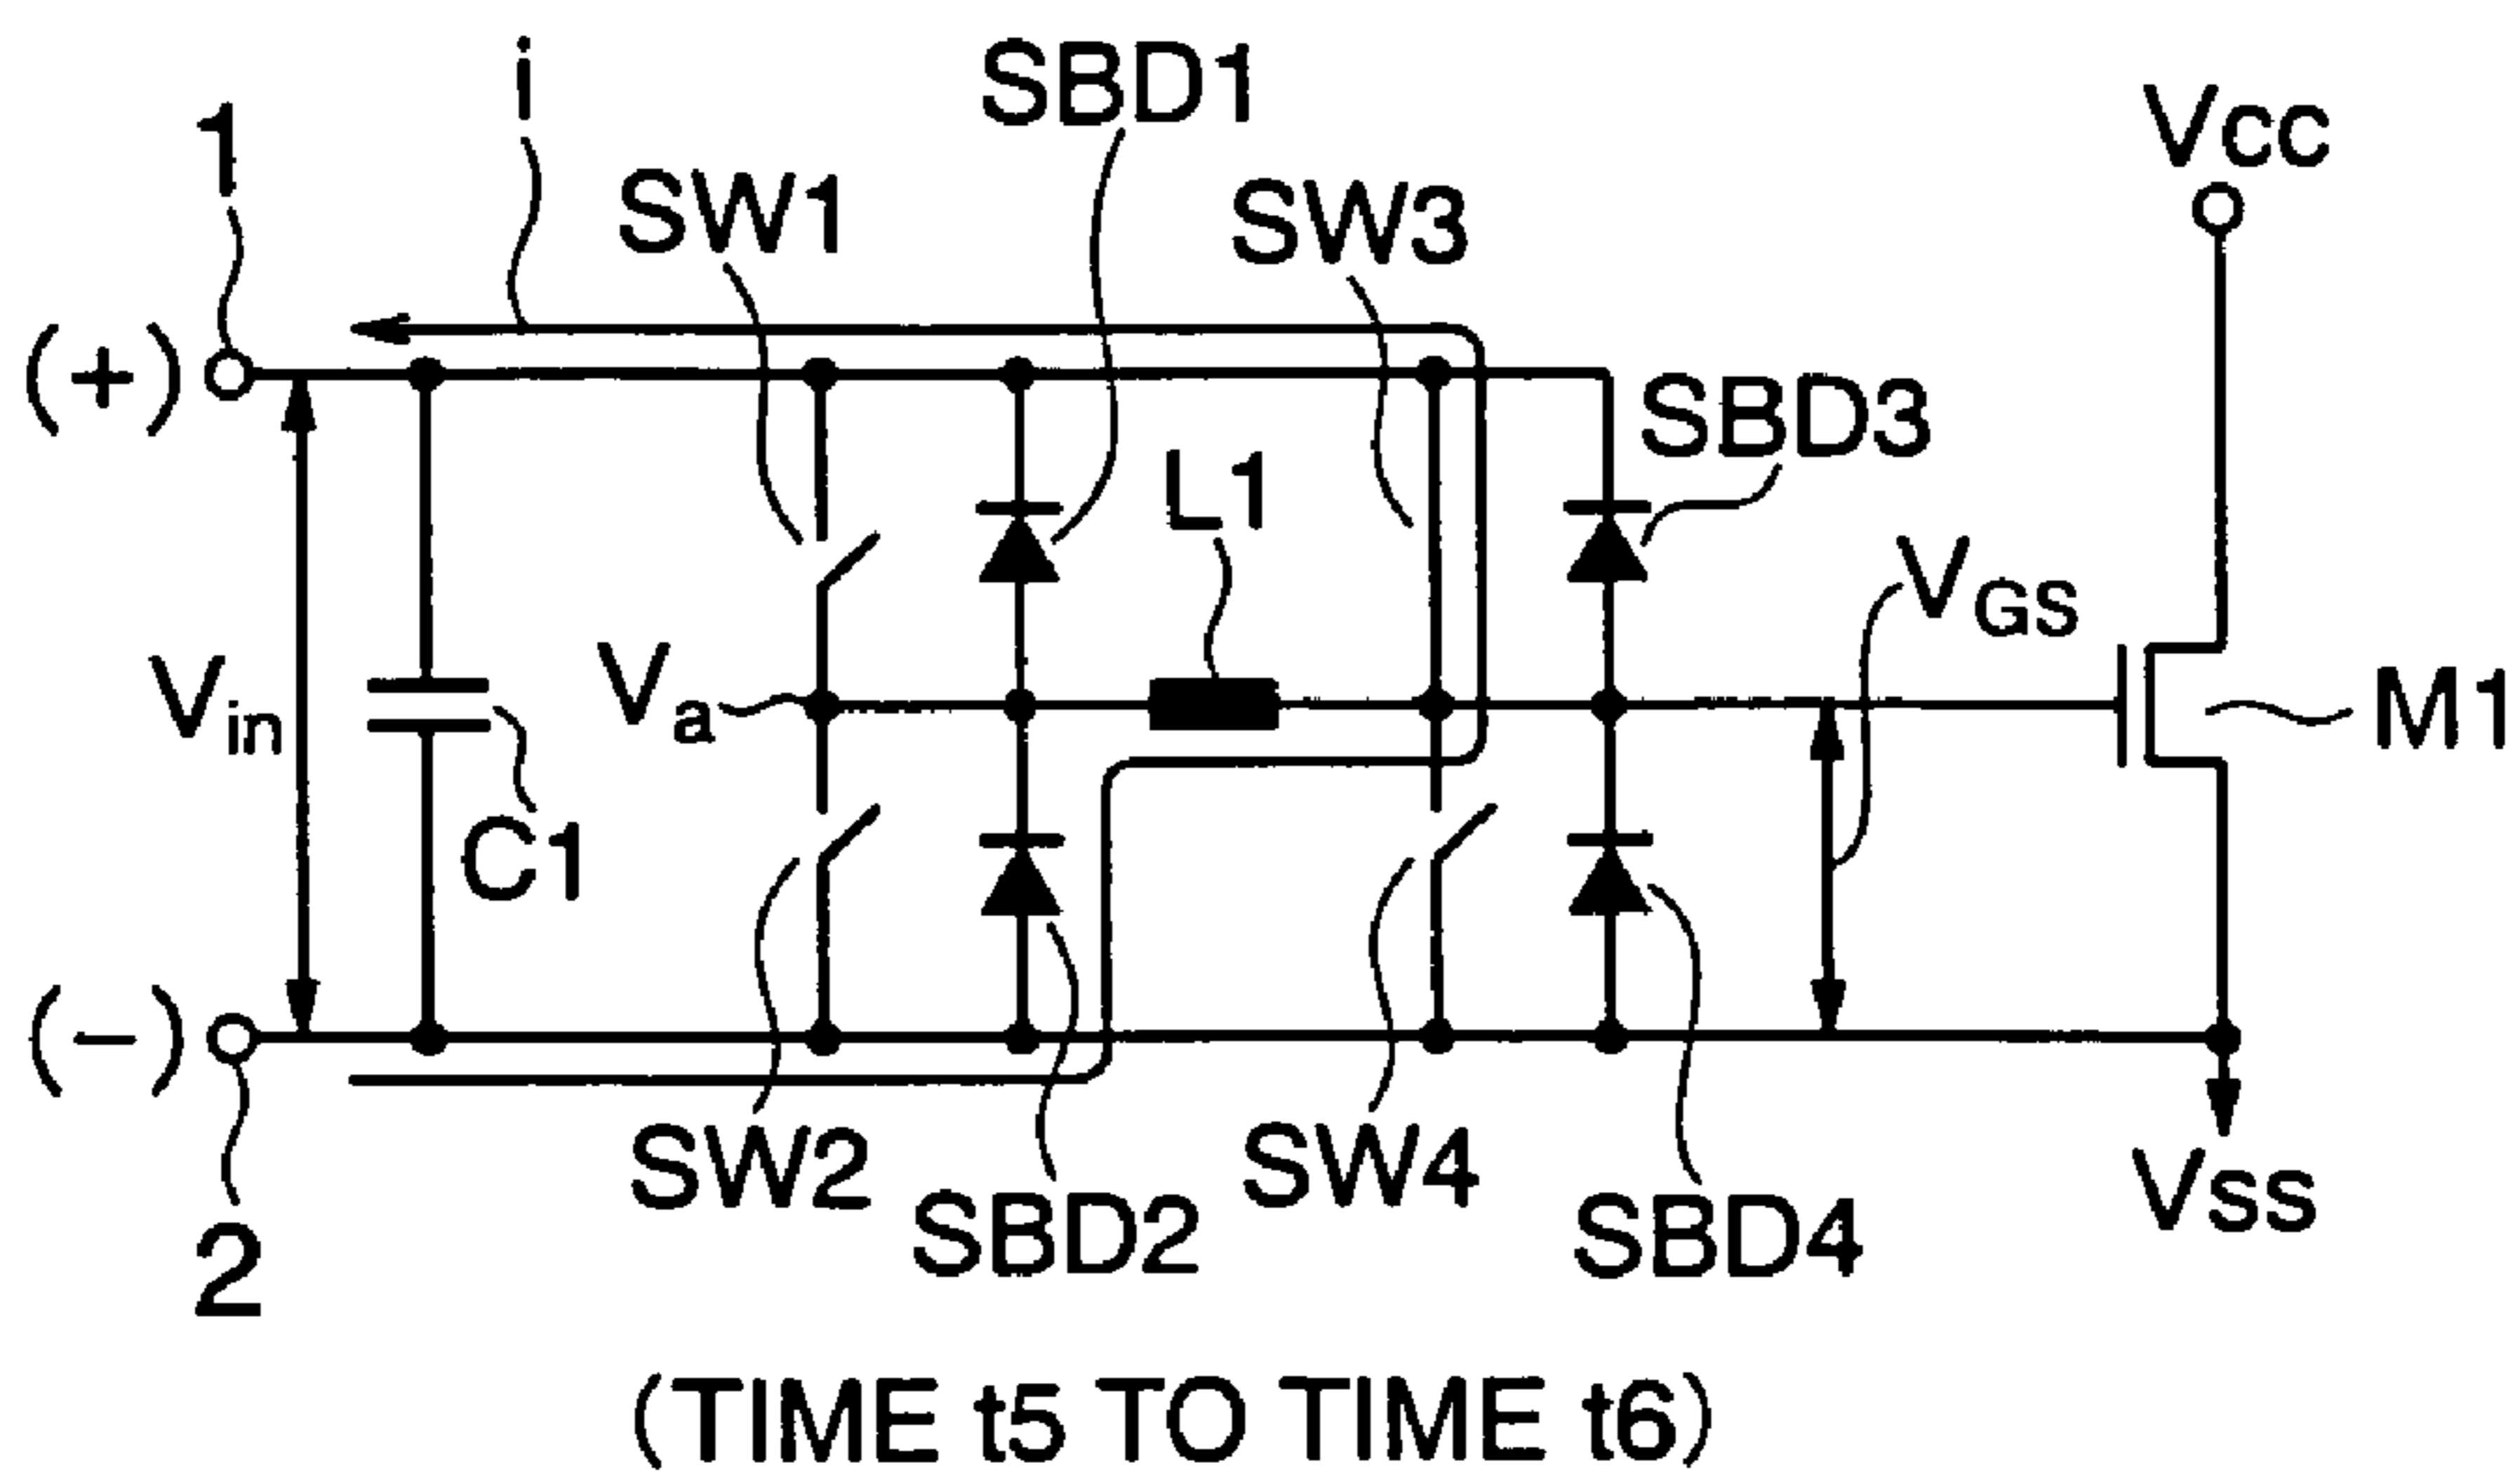 i
SBD1
1
SW1
SW3
Vcc
(+)
SBD3
L1
VGS
Vin
Va
M1
C1
(−)
SW2
SW4
Vss
2
SBD2
SBD4
(TIME t5 TO TIME t6)